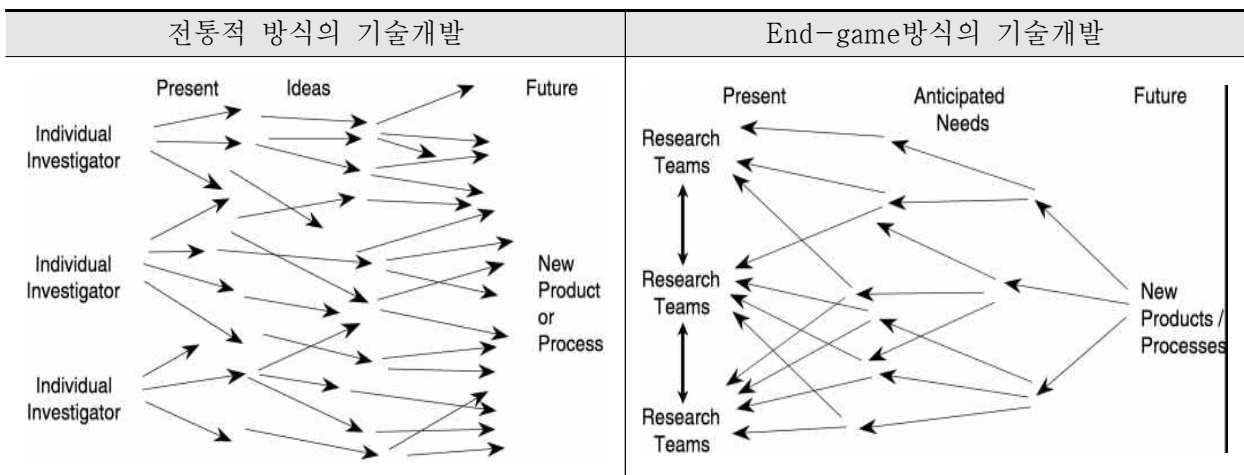 전통적 방식의 기술개발
End-game방식의 기술개발
Present
Ideas
Future
Individual
Investigator
Individual
Investigator
Individual
Investigator
New
Product
or
Process
Present
Anticipated
Needs
Future
Research
Teams
Research
Teams
Research
Teams
New
Products /
Processes